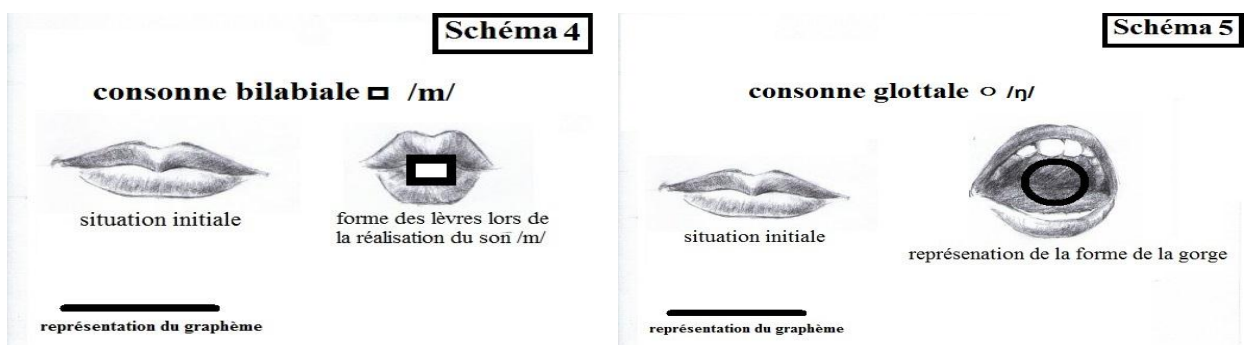 Schéma 4
consonne bilabiale ㅁ /m/
situation initiale
forme des lèvres lors de
la réalisation du son /m/
représentation du graphème
Schéma 5
consonne glottale ㅇ /ŋ/
situation initiale
représenation de la forme de la gorge
représentation du graphème